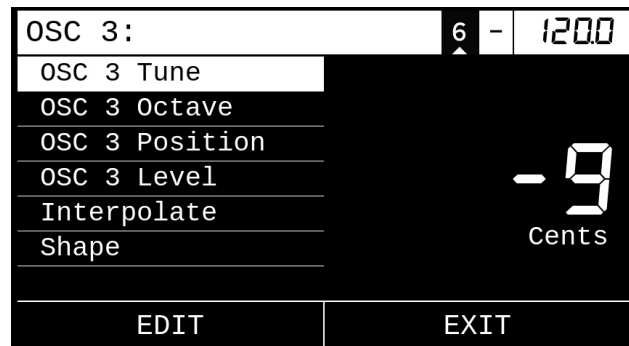 OSC 3: 6 - 120.0
OSC 3 Tune
OSC 3 Octave
OSC 3 Position
OSC 3 Level
Interpolate
Shape
-9
Cents
EDIT EXIT